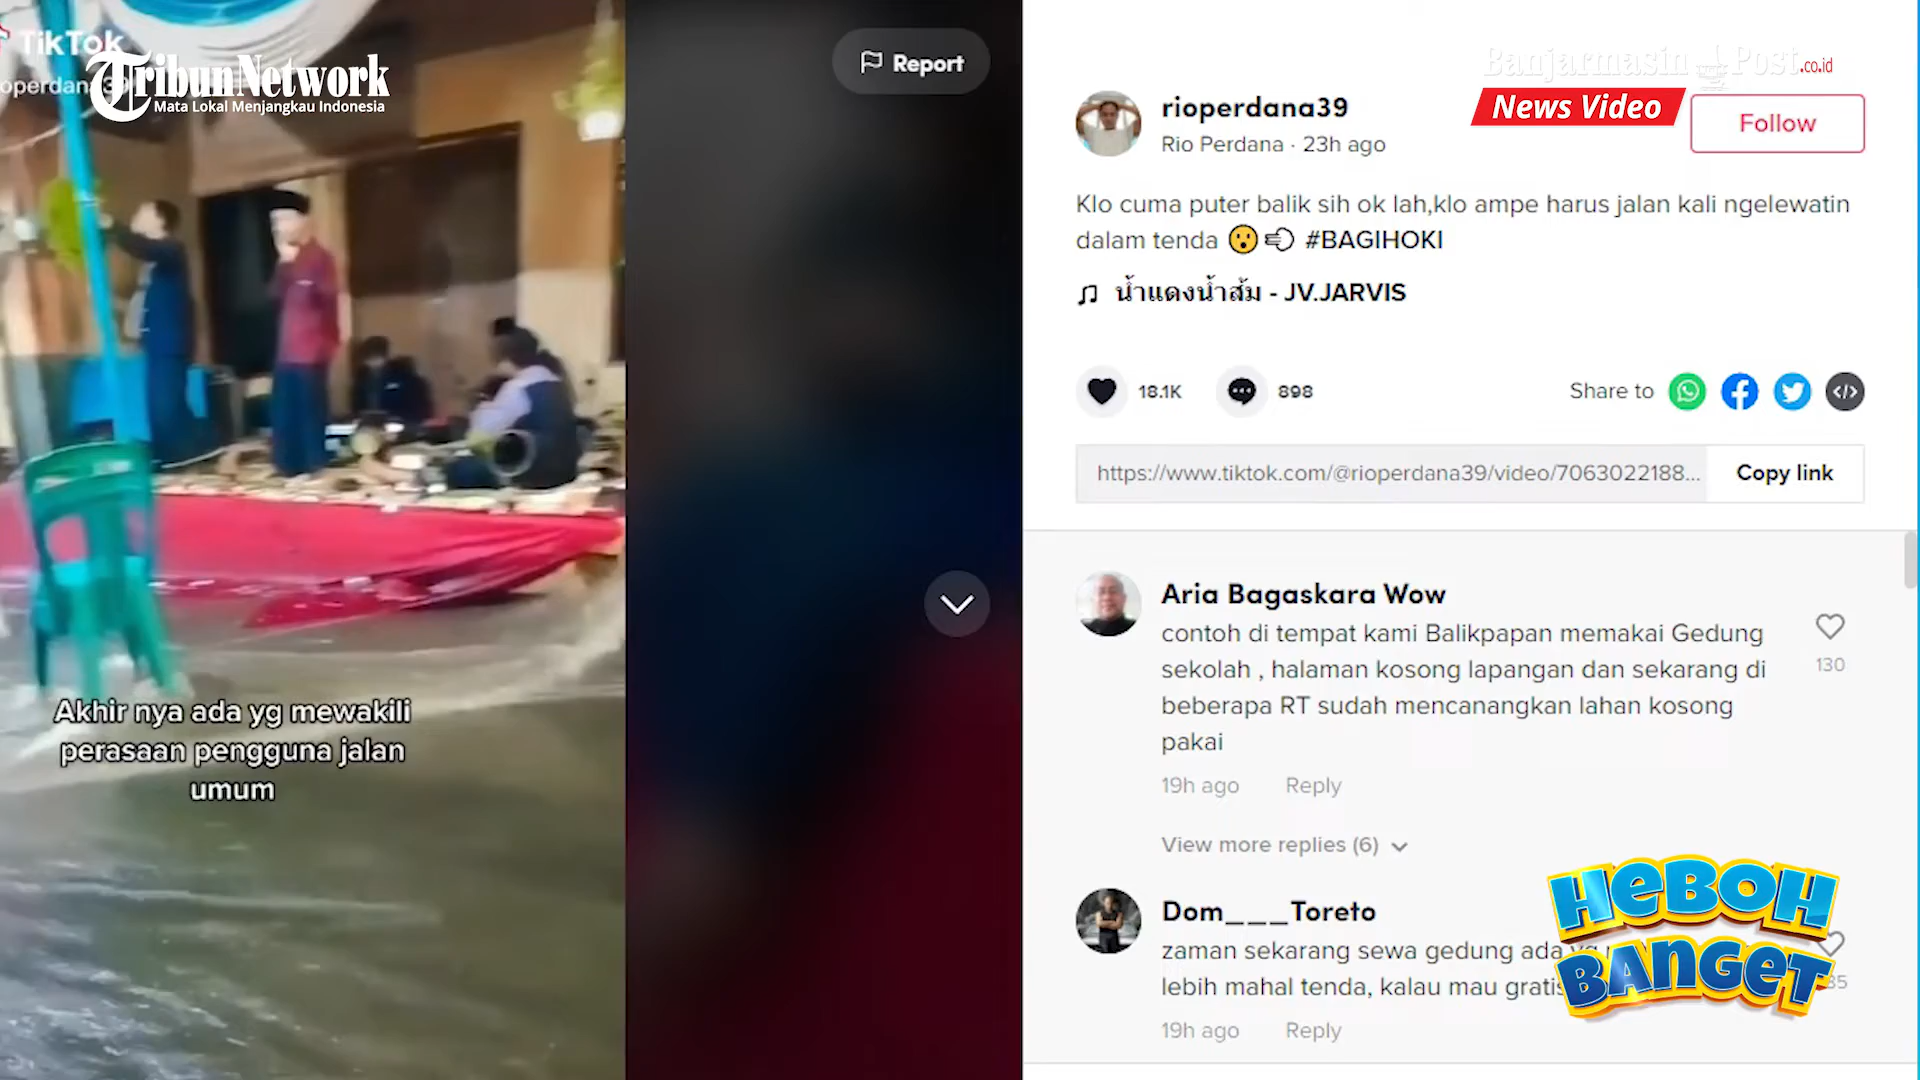 TikTok
TribunNetwork
Mata Lokal Menjangkau Indonesia
Akhir nya ada yg mewakili
perasaan pengguna jalan
umum
Report
Banjarmasin Post.co.id
News Video
rioperdana39
Rio Perdana · 23h ago
Follow
Klo cuma puter balik sih ok lah,klo ampe harus jalan kali ngelewatin
dalam tenda 😮💨 #BAGIHOKI
น้ำแดงน้ำส้ม - JV.JARVIS
18.1K
898
Share to
https://www.tiktok.com/@rioperdana39/video/7063022188...
Copy link
Aria Bagaskara Wow
contoh di tempat kami Balikpapan memakai Gedung
sekolah , halaman kosong lapangan dan sekarang di
beberapa RT sudah mencanangkan lahan kosong
pakai
130
19h ago
Reply
View more replies (6)
Dom___Toreto
zaman sekarang sewa gedung ada yg
lebih mahal tenda, kalau mau gratis
19h ago
Reply
HEBOH
BANGET